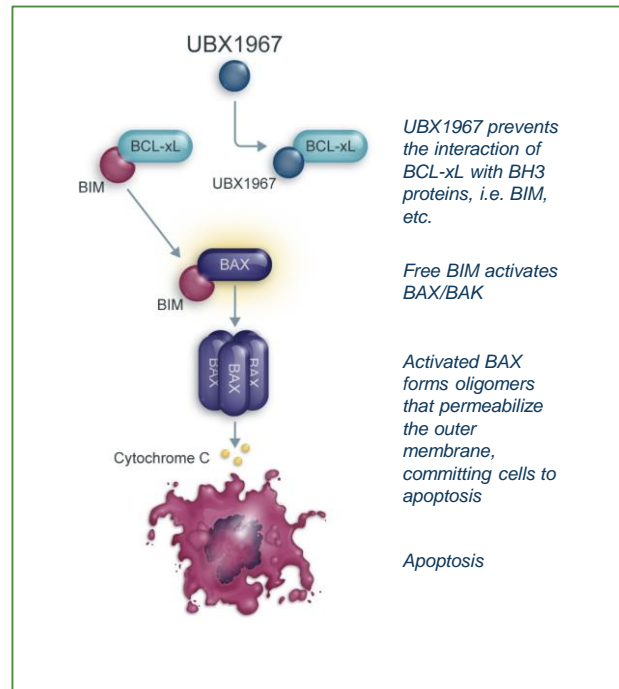 UBX1967
BCL-xL
BIM
BCL-xL
UBX1967
UBX1967 prevents
the interaction of
BCL-xL with BH3
proteins, i.e. BIM,
etc.
BAX
BIM
Free BIM activates
BAX/BAK
BAX
BAX
BAX
Activated BAX
forms oligomers
that permeabilize
the outer
membrane,
committing cells to
apoptosis
Cytochrome C
Apoptosis